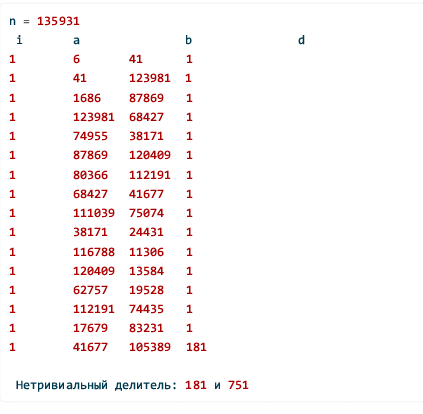 n = 135931
i a b d
1 6 41 1
1 41 123981 1
1 1686 87869 1
1 123981 68427 1
1 74955 38171 1
1 87869 120409 1
1 80366 112191 1
1 68427 41677 1
1 111039 75074 1
1 38171 24431 1
1 116788 11306 1
1 120409 13584 1
1 62757 19528 1
1 112191 74435 1
1 17679 83231 1
1 41677 105389 181
Нетривиальный делитель: 181 и 751